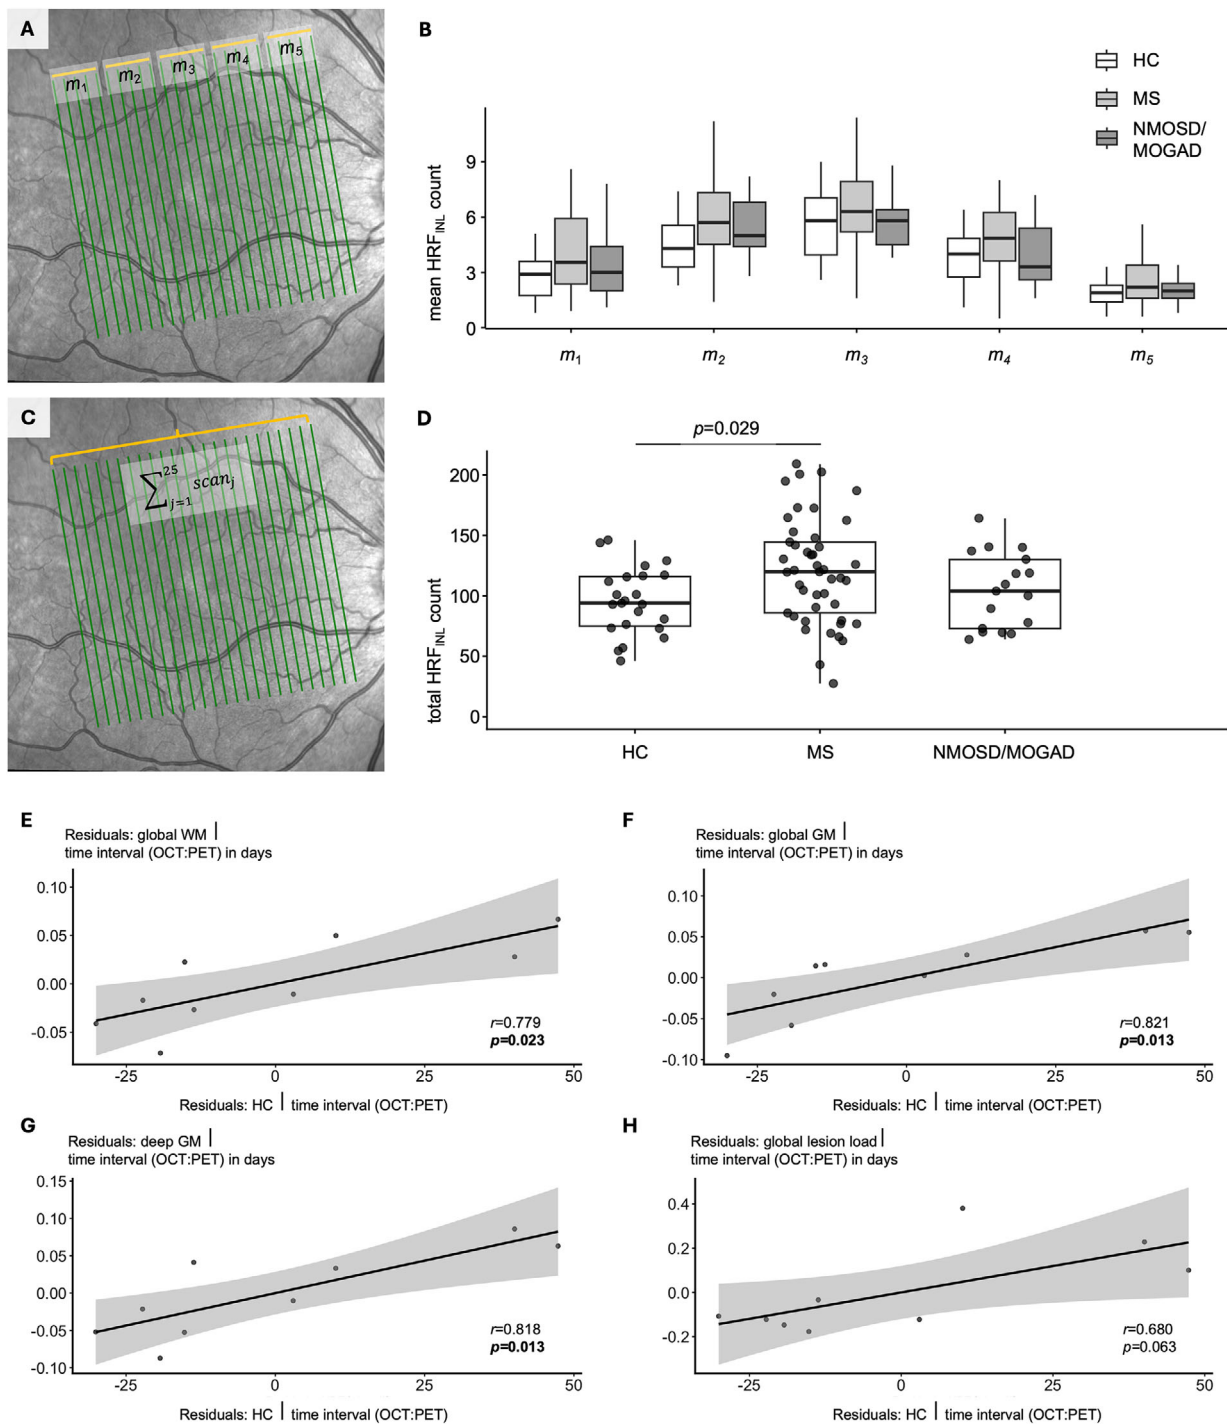 A
m1 m2 m3 m4 m5
B
HC
MS
NMOSD/
MOGAD
mean HRFINL count
9
6
3
0
m1 m2 m3 m4 m5
C
∑25j=1 scanj
D
p=0.029
total HRFINL count
200
150
100
50
0
HC MS NMOSD/MOGAD
E
Residuals: global WM |
time interval (OCT:PET) in days
0.10
0.05
0.00
-0.05
r=0.779
p=0.023
-25 0 25 50
Residuals: HC | time interval (OCT:PET)
F
Residuals: global GM |
time interval (OCT:PET) in days
0.10
0.05
0.00
-0.05
-0.10
r=0.821
p=0.013
-25 0 25 50
Residuals: HC | time interval (OCT:PET)
G
Residuals: deep GM |
time interval (OCT:PET) in days
0.15
0.10
0.05
0.00
-0.05
-0.10
r=0.818
p=0.013
-25 0 25 50
Residuals: HC | time interval (OCT:PET)
H
Residuals: global lesion load |
time interval (OCT:PET) in days
0.4
0.2
0.0
-0.2
r=0.680
p=0.063
-25 0 25 50
Residuals: HC | time interval (OCT:PET)